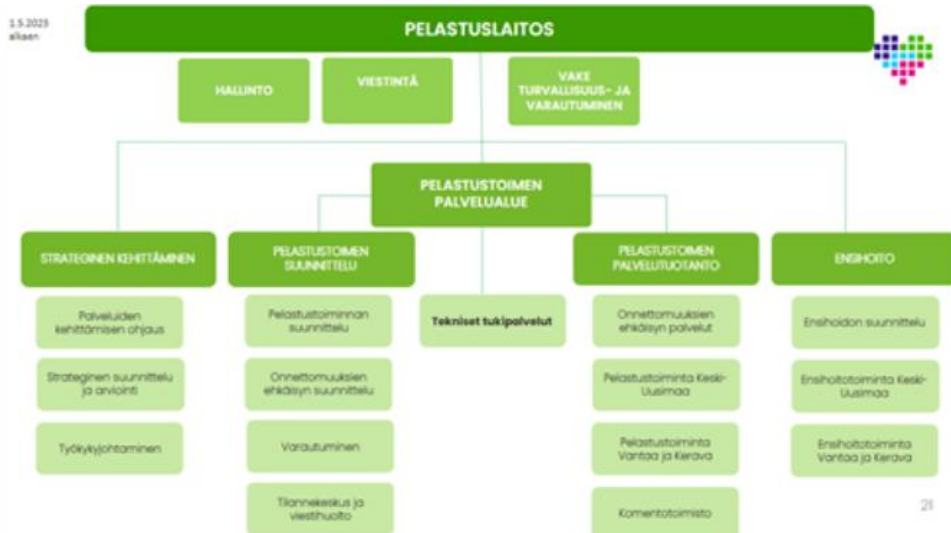 1.5.2023
alkaen
PELASTUSLAITOS
HALLINTO
VIESTINTÄ
VAKE
TURVALLISUUS- JA
VARAUTUMINEN
PELASTUSTOIMEN
PALVELUALUE
STRATEGINEN KEHITTÄMINEN
PELASTUSTOIMEN
SUUNNITTELU
PELASTUSTOIMEN
PALVELUTUOTANTO
ENSIHOITO
Palveluiden
kehittämisen ohjaus
Strateginen suunnittelu
ja arviointi
Työkykyjohtaminen
Pelastustoiminnan
suunnittelu
Onnettomuuksien
ehkäisyn suunnittelu
Varautuminen
Tilannekeskus ja
viestihuolto
Tekniset tukipalvelut
Onnettomuuksien
ehkäisyn palvelut
Pelastustoiminta Keski-
Uusimaa
Pelastustoiminta
Vantaa ja Kerava
Komentotoimisto
Ensihoidon suunnittelu
Ensihoitotoiminta Keski-
Uusimaa
Ensihoitotoiminta
Vantaa ja Kerava
21